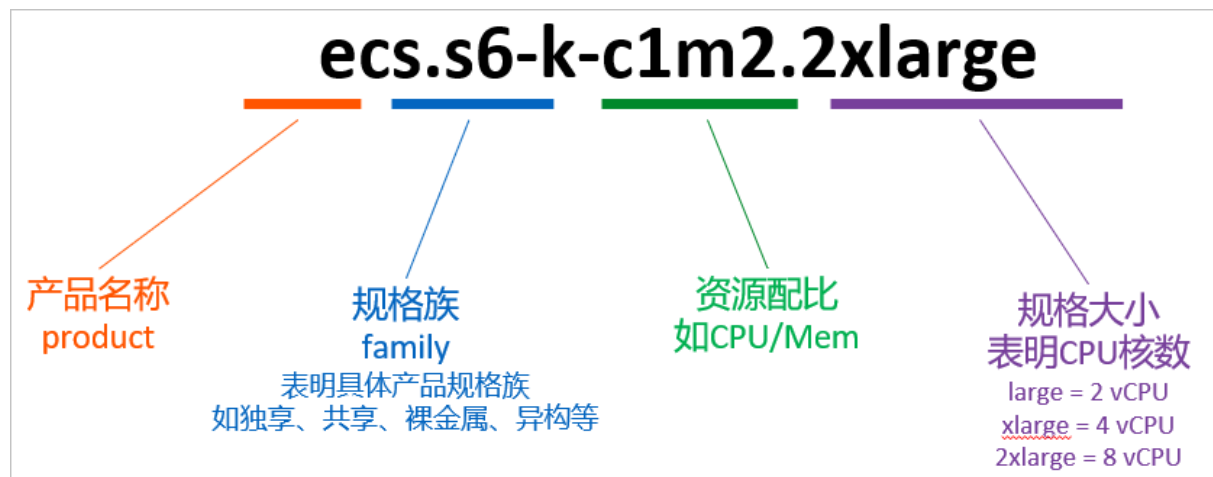 ecs.s6-k-c1m2.2xlarge
产品名称
product
规格族
family
表明具体产品规格族
如独享、共享、裸金属、异构等
资源配比
如CPU/Mem
规格大小
表明CPU核数
large = 2 vCPU
xlarge = 4 vCPU
2xlarge = 8 vCPU